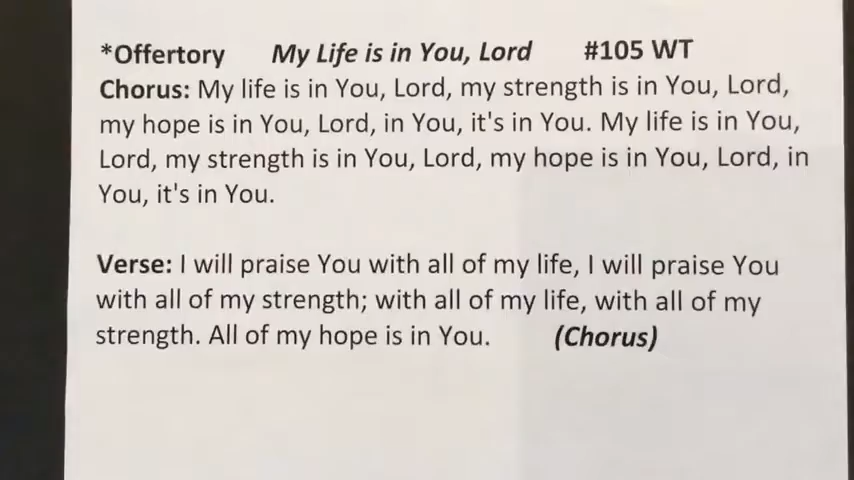 *Offertory My Life is in You, Lord #105 WT
Chorus: My life is in You, Lord, my strength is in You, Lord,
my hope is in You, Lord, in You, it's in You. My life is in You,
Lord, my strength is in You, Lord, my hope is in You, Lord, in
You, it's in You.
Verse: I will praise You with all of my life, I will praise You
with all of my strength; with all of my life, with all of my
strength. All of my hope is in You. (Chorus)